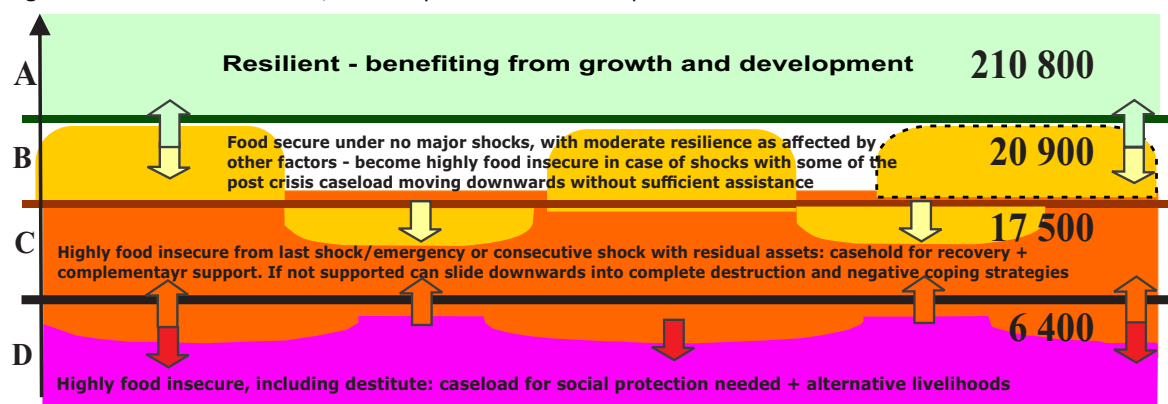 A
Resilient - benefiting from growth and development
210 800
B
Food secure under no major shocks, with moderate resilience as affected by
other factors - become highly food insecure in case of shocks with some of the
post crisis caseload moving downwards without sufficient assistance
20 900
17 500
C
Highly food insecure from last shock/emergency or consecutive shock with residual assets: casehold for recovery +
complementayr support. If not supported can slide downwards into complete destruction and negative coping strategies
6 400
D
Highly food insecure, including destitute: caseload for social protection needed + alternative livelihoods